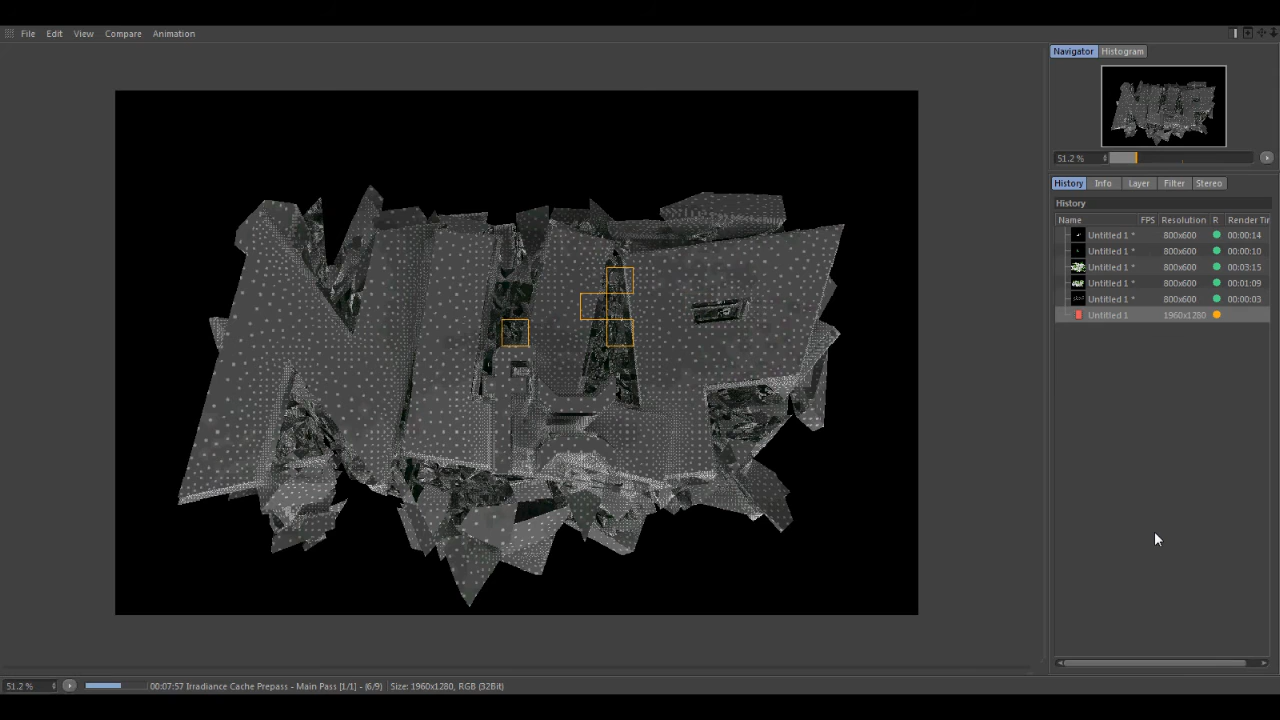 File Edit View Compare Animation
Navigator Histogram
51.2 %
History Info Layer Filter Stereo
History
Name FPS Resolution R Render Tir
Untitled 1 * 800x600 00:00:14
Untitled 1 * 800x600 00:00:10
Untitled 1 * 800x600 00:03:15
Untitled 1 * 800x600 00:01:09
Untitled 1 * 800x600 00:00:03
Untitled 1 1960x1280
51.2 % 00:07:57 Irradiance Cache Prepass - Main Pass [1/1] - (6/9) Size: 1960x1280, RGB (32Bit)